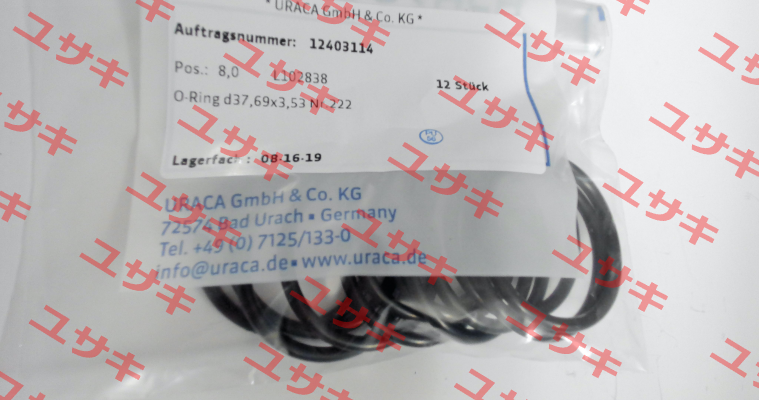 * URACA GmbH & Co. KG *
Auftragsnummer: 12403114
Pos.: 8,0 L102838
12 Stück
O-Ring d37,69x3,53 Nr.222
Lagerfach: 08-16-19
URACA GmbH & Co. KG
72574 Bad Urach ▪ Germany
Tel. +49 (0) 7125/133-0
info@uraca.de ▪ www.uraca.de
ユサキ